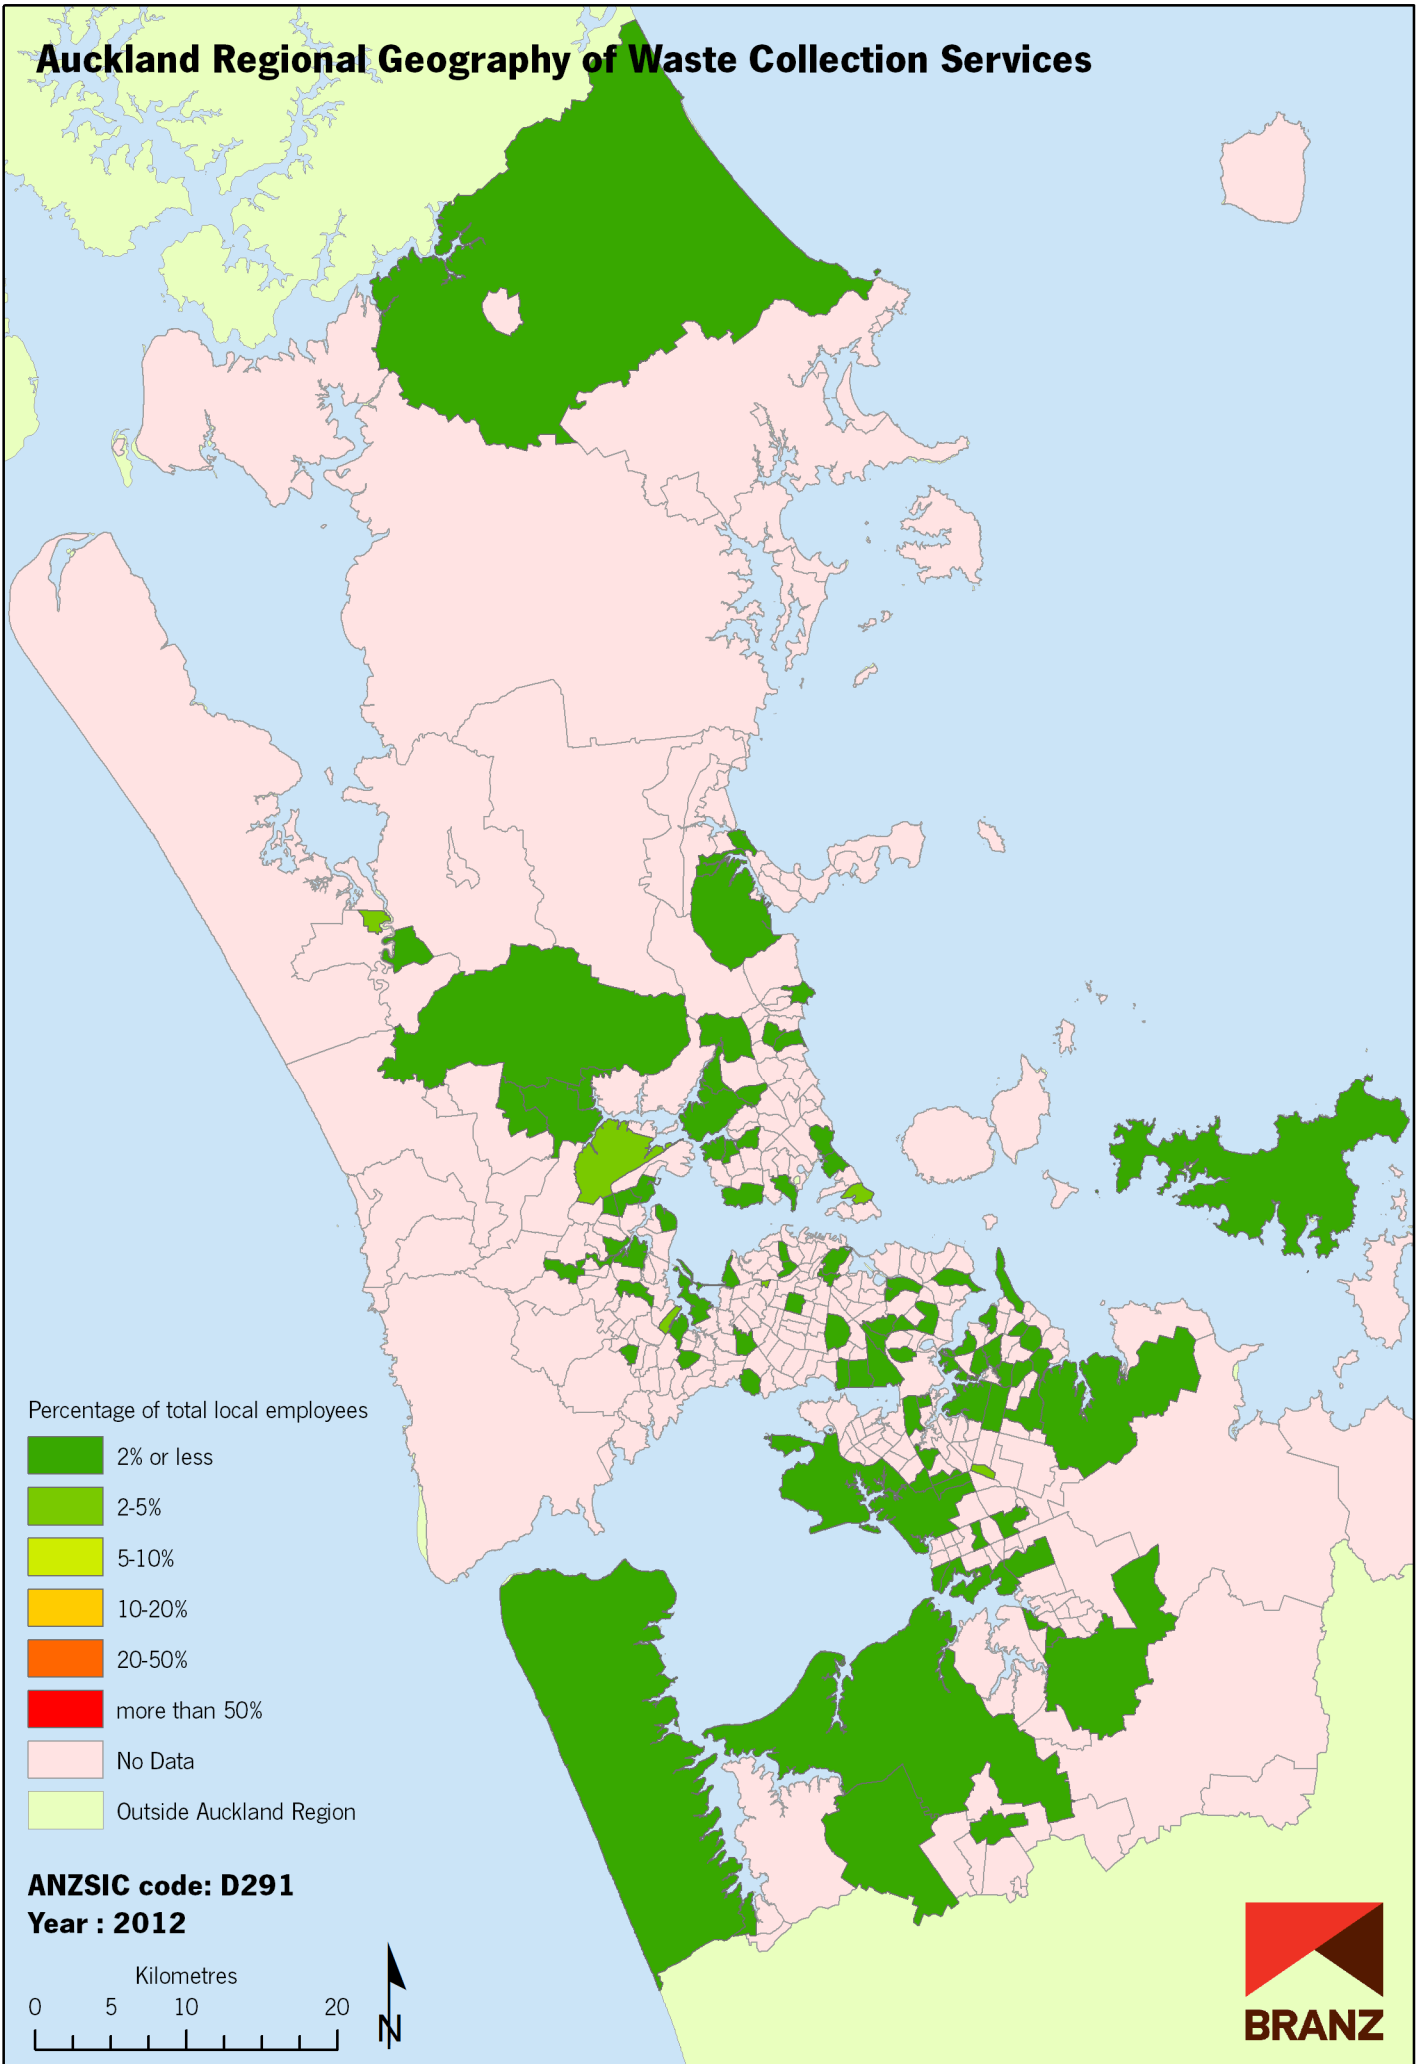 Auckland Regional Geography of Waste Collection Services
Percentage of total local employees
2% or less
2-5%
5-10%
10-20%
20-50%
more than 50%
No Data
Outside Auckland Region
ANZSIC code: D291
Year : 2012
Kilometres
0 5 10 20
N
BRANZ